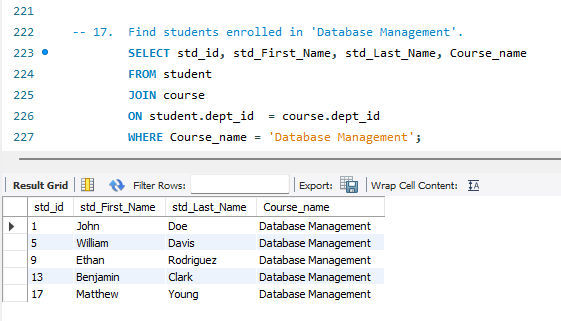 221
222 -- 17. Find students enrolled in 'Database Management'.
223 SELECT std_id, std_First_Name, std_Last_Name, Course_name
224 FROM student
225 JOIN course
226 ON student.dept_id = course.dept_id
227 WHERE Course_name = 'Database Management';
Result Grid Filter Rows: Export: Wrap Cell Content: IA
std_id std_First_Name std_Last_Name Course_name
1 John Doe Database Management
5 William Davis Database Management
9 Ethan Rodriguez Database Management
13 Benjamin Clark Database Management
17 Matthew Young Database Management